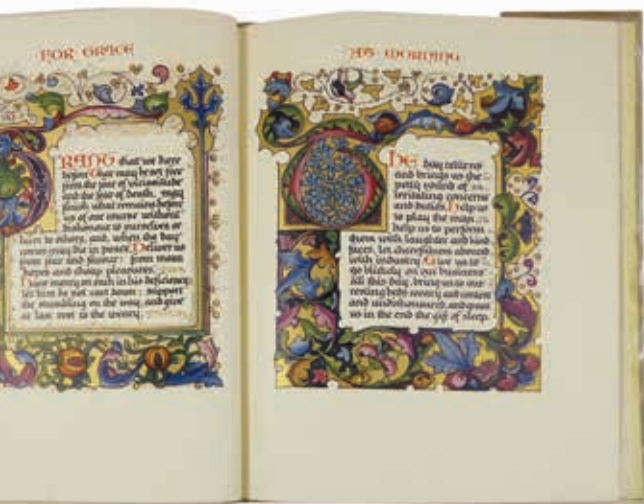 FOR GRACE
GRANT that we here
before Thee may be set free
from the fear of vicissitude
and the fear of death, may
finish what remains before
us of our course without
dishonour to ourselves or
hurt to others, and, when the day
comes may die in peace. Deliver us
from fear and favour: from mean
hopes and cheap pleasures.
Have mercy on each in his deficiency;
let him be not cast down: support
the stumbling on the way, and give
at last rest to the weary.
AT MORNING
THE day returns
and brings us the
petty round of
irritating concerns
and duties. Help us
to play the man,
help us to perform
them with laughter and kind
faces, let cheerfulness abound
with industry. Give us to
go blithely on our business
all this day, bring us to our
resting beds weary and content
and undishonoured, and grant
us in the end the gift of sleep.